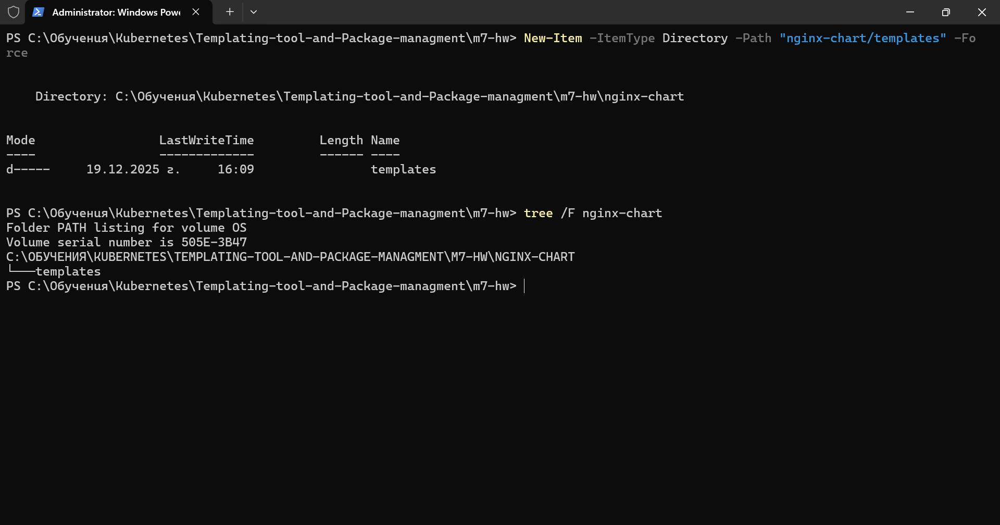 Administrator: Windows Powe
PS C:\Обучения\Kubernetes\Templating-tool-and-Package-managment\m7-hw> New-Item -ItemType Directory -Path "nginx-chart/templates" -Fo
rce
Directory: C:\Обучения\Kubernetes\Templating-tool-and-Package-managment\m7-hw\nginx-chart
Mode                 LastWriteTime         Length Name
----                 -------------         ------ ----
d-----     19.12.2025 г.     16:09                templates
PS C:\Обучения\Kubernetes\Templating-tool-and-Package-managment\m7-hw> tree /F nginx-chart
Folder PATH listing for volume OS
Volume serial number is 505E-3B47
C:\ОБУЧЕНИЯ\KUBERNETES\TEMPLATING-TOOL-AND-PACKAGE-MANAGMENT\M7-HW\NGINX-CHART
└───templates
PS C:\Обучения\Kubernetes\Templating-tool-and-Package-managment\m7-hw>